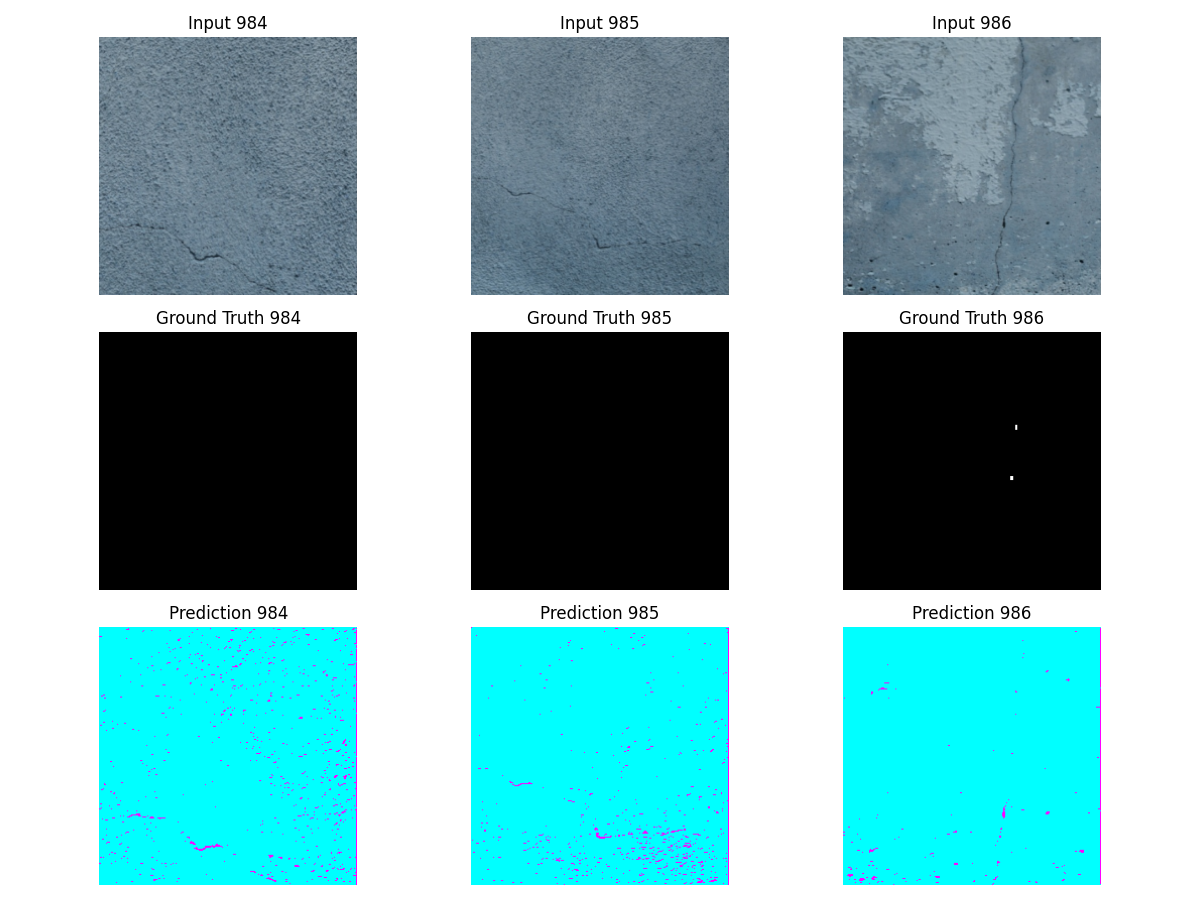 Input 984
Input 985
Input 986
Ground Truth 984
Ground Truth 985
Ground Truth 986
Prediction 984
Prediction 985
Prediction 986